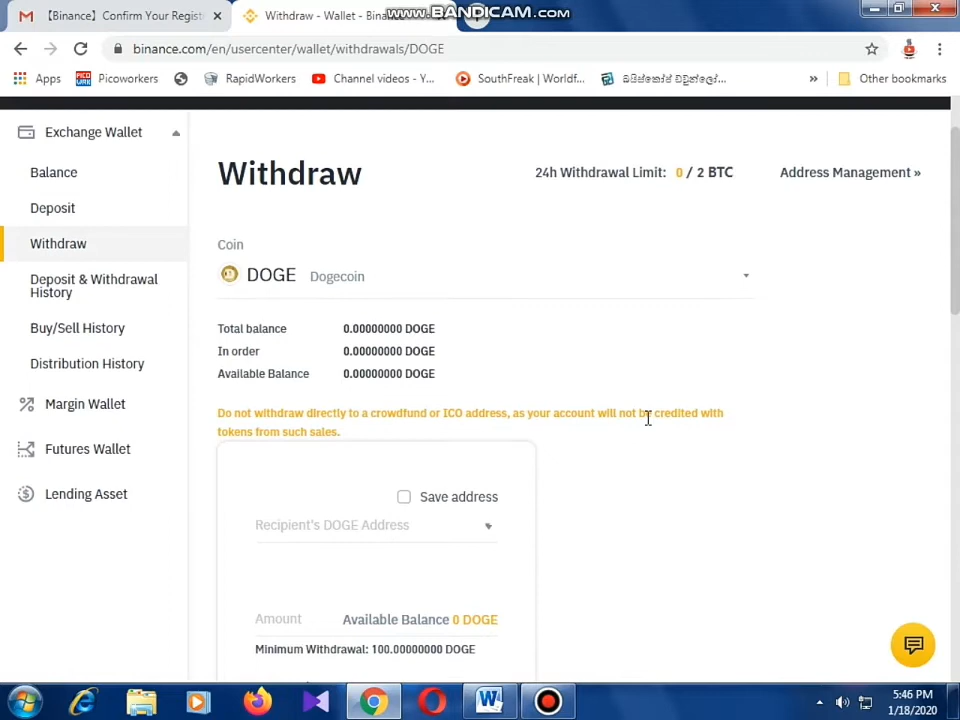 【Binance】Confirm Your Regist
Withdraw - Wallet - Bina
www.BANDICAM.com
binance.com/en/usercenter/wallet/withdrawals/DOGE
Apps
PICO WORK
Picoworkers
RapidWorkers
Channel videos - Y...
SouthFreak | Worldf...
Other bookmarks
Exchange Wallet
Balance
Deposit
Withdraw
Deposit & Withdrawal
History
Buy/Sell History
Distribution History
Margin Wallet
Futures Wallet
Lending Asset
Withdraw
24h Withdrawal Limit: 0 / 2 BTC
Address Management »
Coin
DOGE Dogecoin
Total balance 0.00000000 DOGE
In order 0.00000000 DOGE
Available Balance 0.00000000 DOGE
Do not withdraw directly to a crowdfund or ICO address, as your account will not be credited with
tokens from such sales.
Save address
Recipient's DOGE Address
Amount Available Balance 0 DOGE
Minimum Withdrawal: 100.00000000 DOGE
5:46 PM
1/18/2020